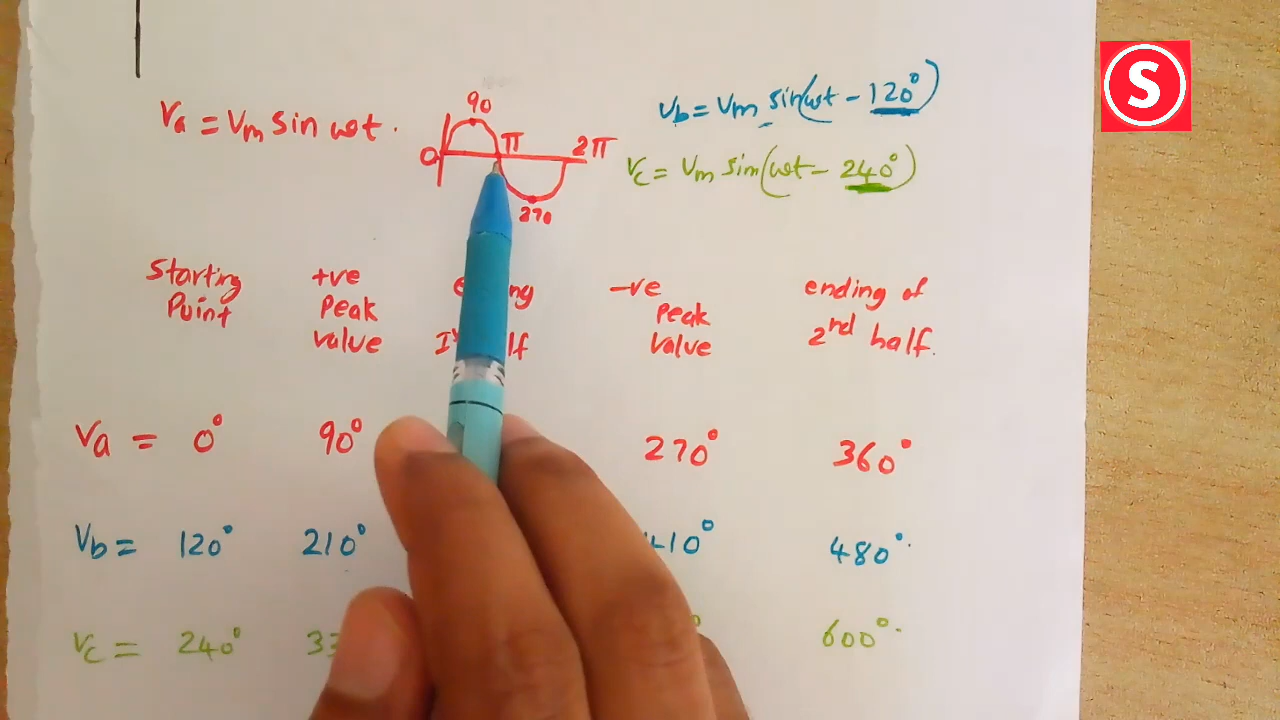 Va = Vm sin ωt.
90
0
π
2π
270
Vb = Vm sin(ωt - 120°)
Vc = Vm sin(ωt - 240°)
S
Starting
Point
+ve
Peak
value
-ve
Peak
value
ending of
2nd half.
Va = 0° 90° 270° 360°
Vb = 120° 210° 480°.
Vc = 240° 600°.